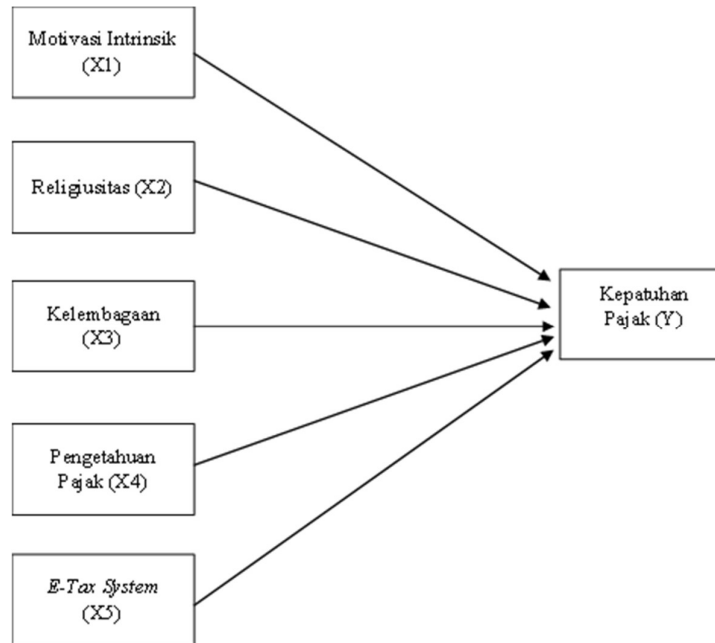 Motivasi Intrinsik
(X1)
Religiusitas (X2)
Kelembagaan
(X3)
Pengetahuan
Pajak (X4)
E-Tax System
(X5)
Kepatuhan
Pajak (Y)